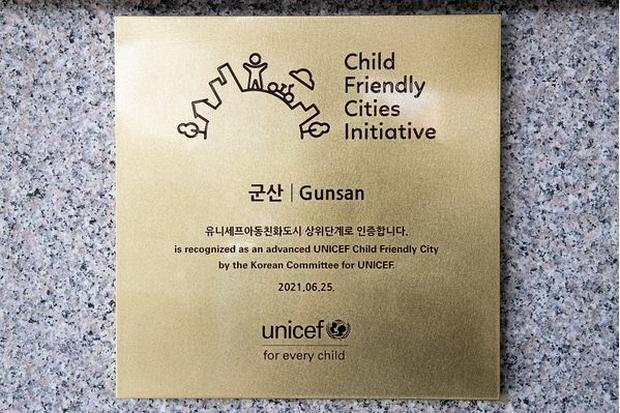 Child
Friendly
Cities
Initiative
군산 | Gunsan
유니세프아동친화도시 상위단계로 인증합니다.
is recognized as an advanced UNICEF Child Friendly City
by the Korean Committee for UNICEF.
2021.06.25.
unicef
for every child